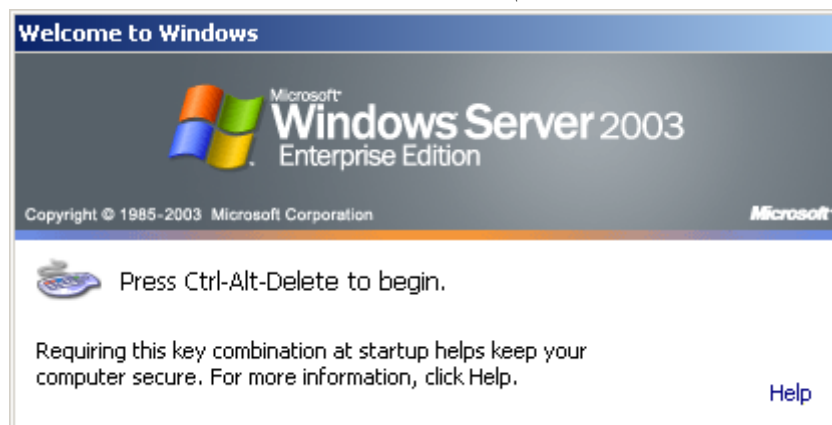 Welcome to Windows
Microsoft
Windows Server 2003
Enterprise Edition
Copyright © 1985-2003 Microsoft Corporation
Microsoft
Press Ctrl-Alt-Delete to begin.
Requiring this key combination at startup helps keep your
computer secure. For more information, click Help.
Help